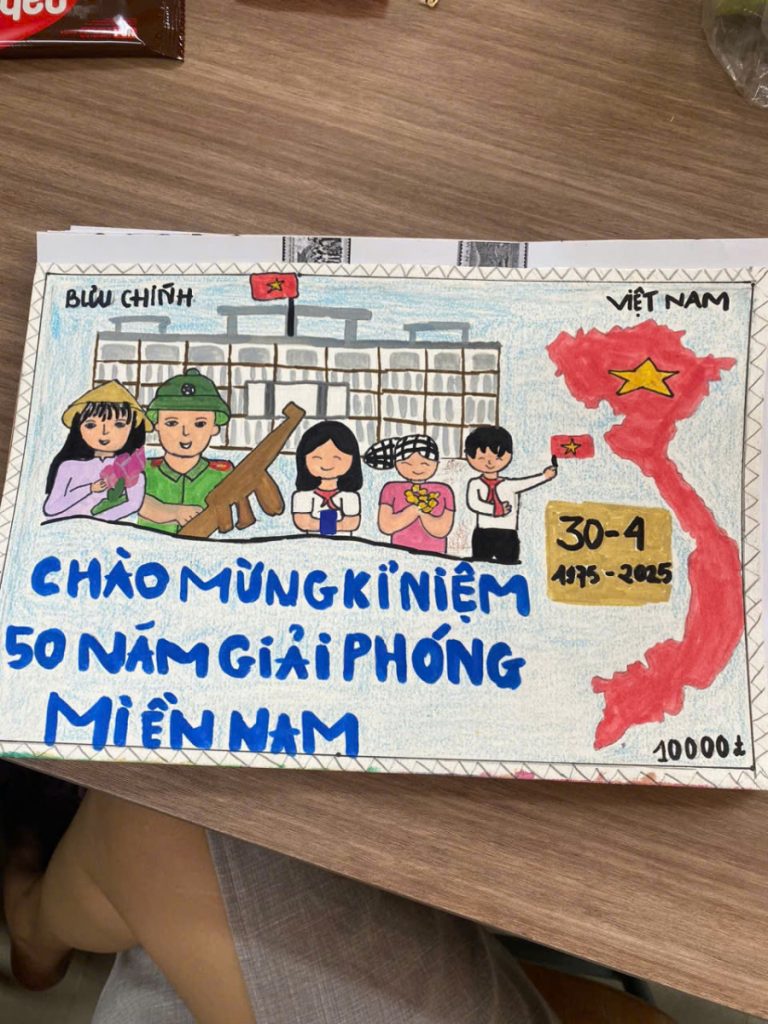 BƯU CHÍNH
VIỆT NAM
30-4
1975-2025
CHÀO MỪNG KỈ NIỆM
50 NĂM GIẢI PHÓNG
MIỀN NAM
10000đ